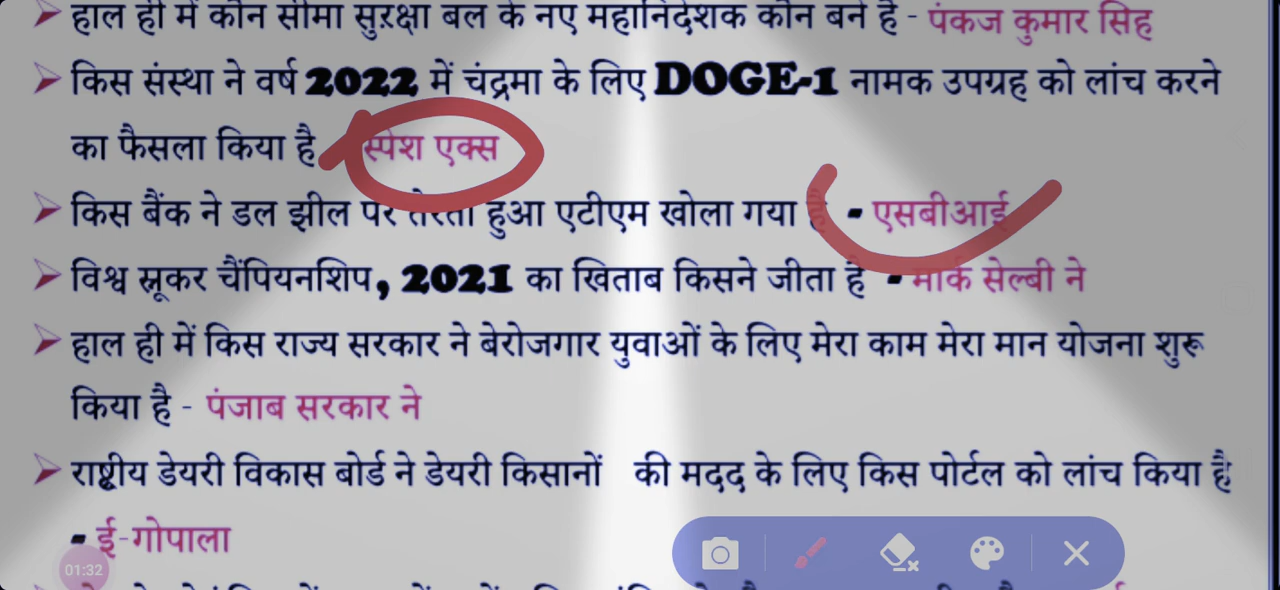 हाल ही में कौन सीमा सुरक्षा बल के नए महानिदेशक कौन बने है - पंकज कुमार सिंह
किस संस्था ने वर्ष 2022 में चंद्रमा के लिए DOGE-1 नामक उपग्रह को लांच करने
का फैसला किया है स्पेश एक्स
किस बैंक ने डल झील पर तैरता हुआ एटीएम खोला गया है - एसबीआई
विश्व स्नूकर चैंपियनशिप, 2021 का खिताब किसने जीता है - मार्क सेल्बी ने
हाल ही में किस राज्य सरकार ने बेरोजगार युवाओं के लिए मेरा काम मेरा मान योजना शुरू
किया है - पंजाब सरकार ने
राष्ट्रीय डेयरी विकास बोर्ड ने डेयरी किसानों की मदद के लिए किस पोर्टल को लांच किया है
- ई-गोपाला
01:32